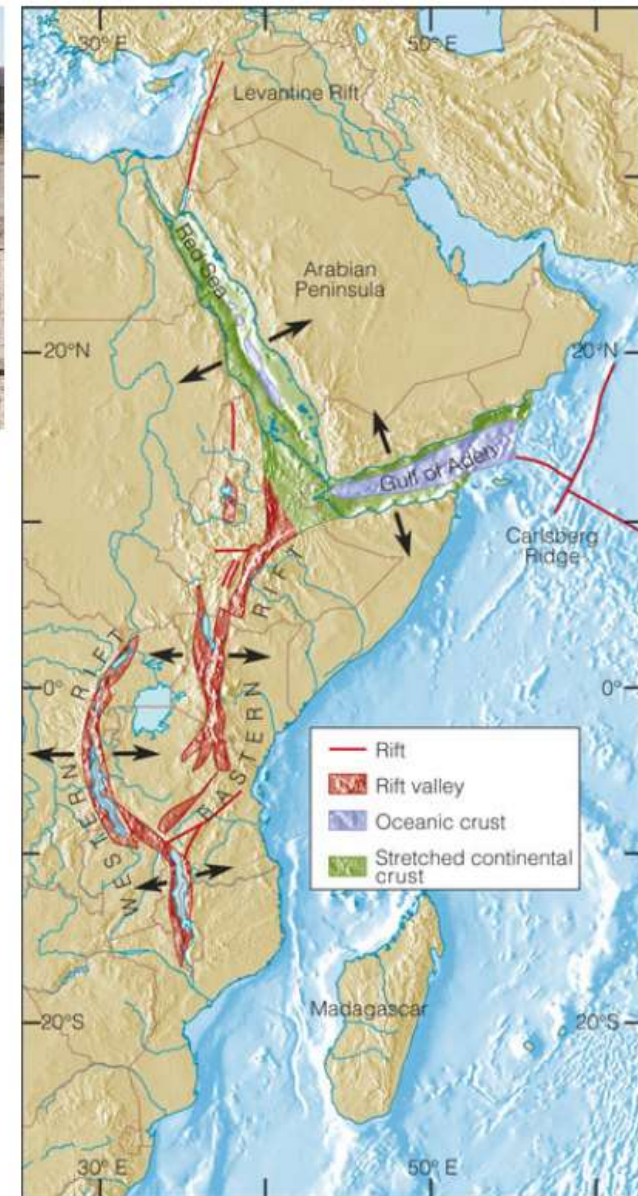 30° E
50° E
Levantine Rift
Red Sea
Arabian
Peninsula
20°N
20°N
Gulf of Aden
Carlsberg
Ridge
EASTERN RIFT
WESTERN RIFT
0°
0°
Rift
Rift valley
Oceanic crust
Stretched continental
crust
Madagascar
20°S
20°S
30° E
50° E